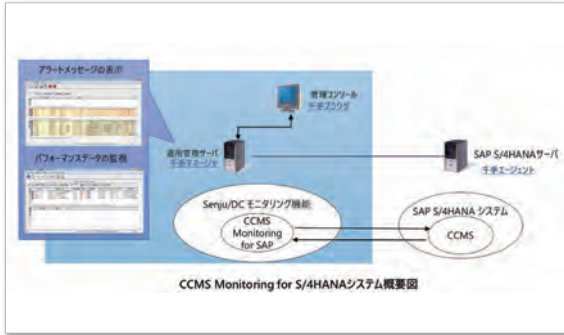 アラートメッセージの表示
パフォーマンスデータの監視
管理コンソール
千手ブラウザ
運用管理サーバ
千手マネージャ
SAP S/4HANAサーバ
千手エージェント
Senju/DC モニタリング機能
CCMS
Monitoring
for SAP
SAP S/4HANA システム
CCMS
CCMS Monitoring for S/4HANAシステム概要図